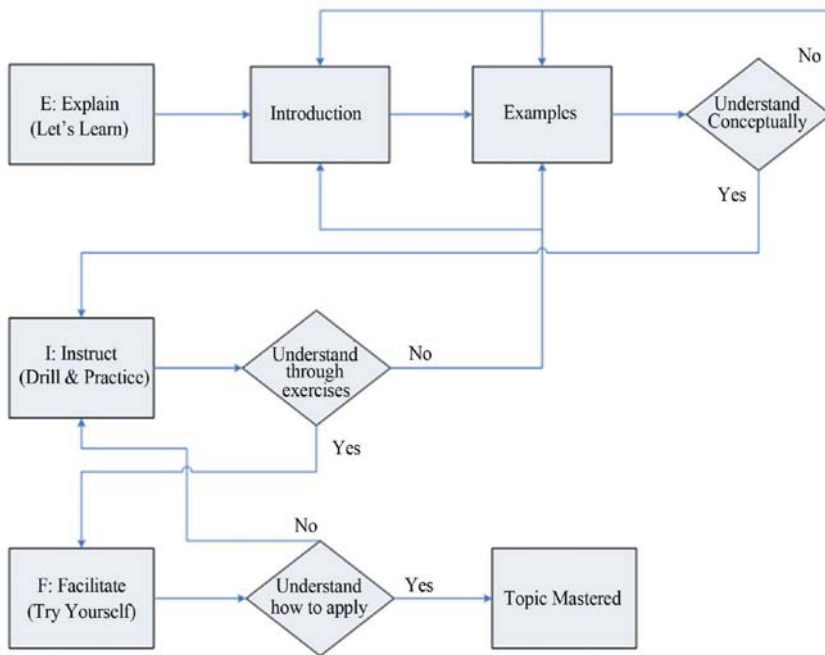 No
E: Explain
(Let's Learn)
Introduction
Examples
Understand
Conceptually
Yes
I: Instruct
(Drill & Practice)
Understand
through
exercises
No
Yes
No
F: Facilitate
(Try Yourself)
Understand
how to apply
Yes
Topic Mastered